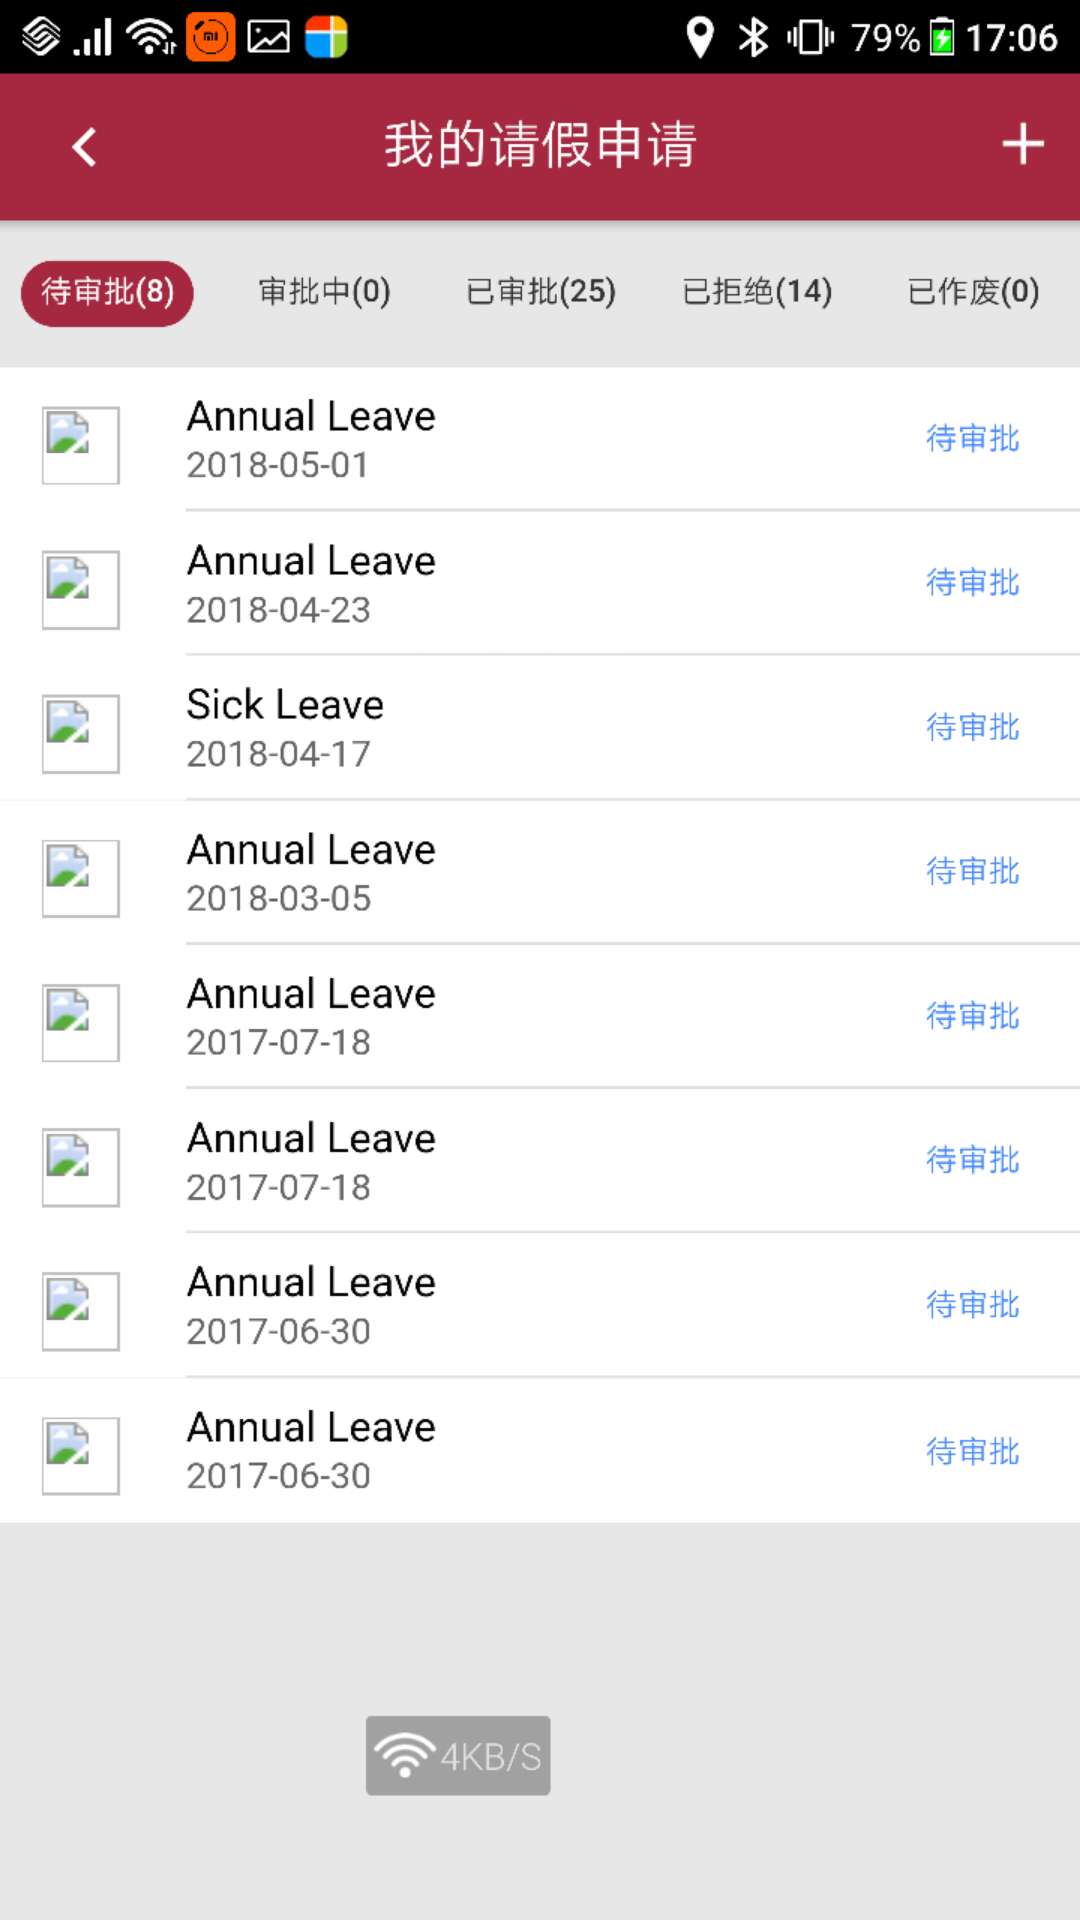 79% 17:06
我的请假申请
待审批(8) 审批中(0) 已审批(25) 已拒绝(14) 已作废(0)
Annual Leave
2018-05-01
待审批
Annual Leave
2018-04-23
待审批
Sick Leave
2018-04-17
待审批
Annual Leave
2018-03-05
待审批
Annual Leave
2017-07-18
待审批
Annual Leave
2017-07-18
待审批
Annual Leave
2017-06-30
待审批
Annual Leave
2017-06-30
待审批
4KB/S